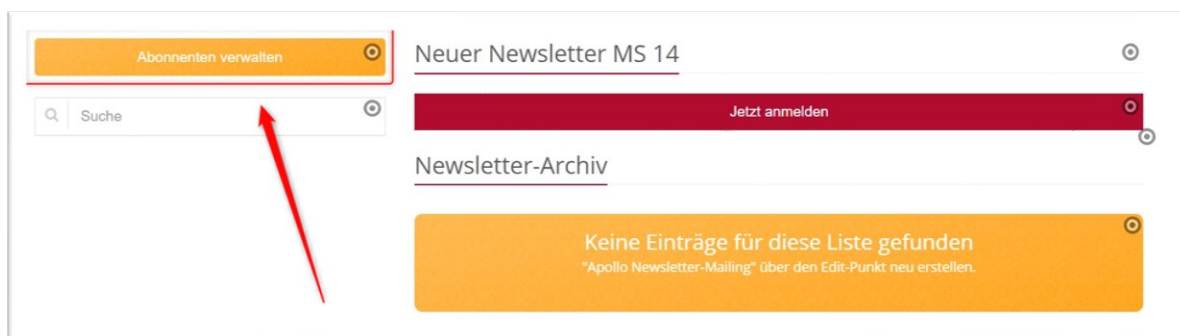 Abonnenten verwalten
Suche
Neuer Newsletter MS 14
Jetzt anmelden
Newsletter-Archiv
Keine Einträge für diese Liste gefunden
"Apollo Newsletter-Mailing" über den Edit-Punkt neu erstellen.